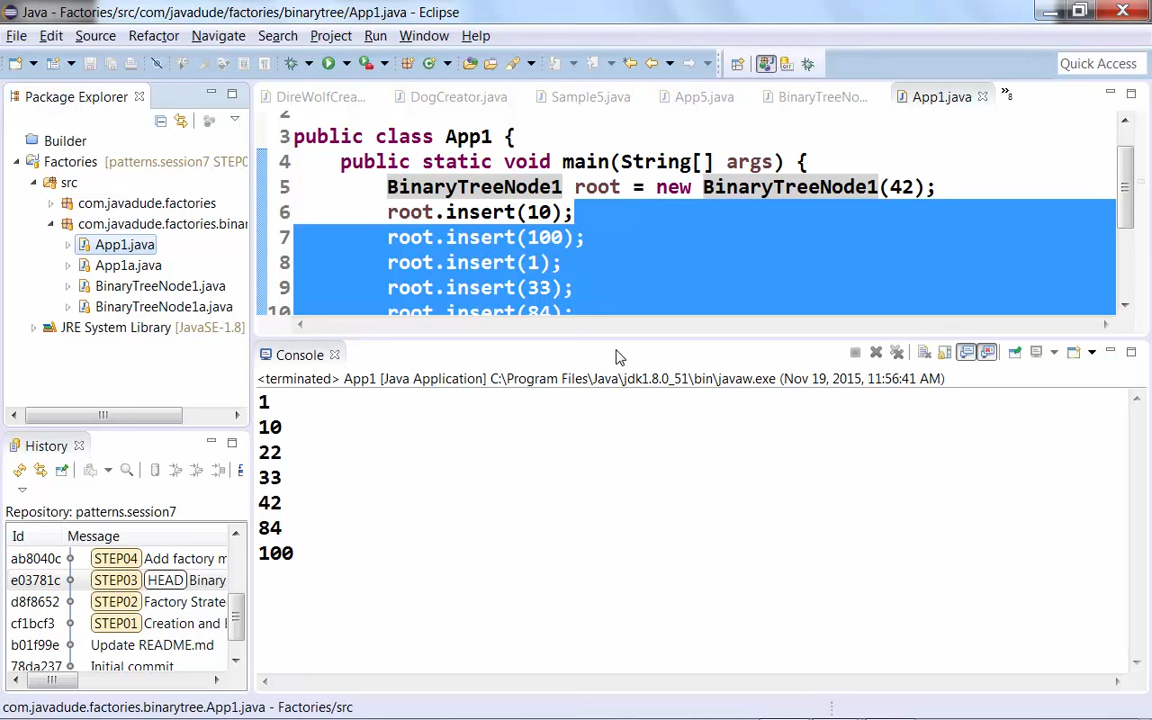 Java - Factories/src/com/javadude/factories/binarytree/App1.java - Eclipse
File Edit Source Refactor Navigate Search Project Run Window Help
Quick Access
Package Explorer
Builder
Factories [patterns.session7 STEP0
src
com.javadude.factories
com.javadude.factories.binar
App1.java
App1a.java
BinaryTreeNode1.java
BinaryTreeNode1a.java
JRE System Library [JavaSE-1.8]
DireWolfCrea... DogCreator.java Sample5.java App5.java BinaryTreeNo... App1.java »8
2
3 public class App1 {
4 public static void main(String[] args) {
5 BinaryTreeNode1 root = new BinaryTreeNode1(42);
6 root.insert(10);
7 root.insert(100);
8 root.insert(1);
9 root.insert(33);
10 root.insert(84);
History
Repository: patterns.session7
Id Message
ab8040c STEP04 Add factory m
e03781c STEP03 HEAD Binary
d8f8652 STEP02 Factory Strate
cf1bcf3 STEP01 Creation and E
b01f99e Update README.md
78da237 Initial commit
Console
<terminated> App1 [Java Application] C:\Program Files\Java\jdk1.8.0_51\bin\javaw.exe (Nov 19, 2015, 11:56:41 AM)
1
10
22
33
42
84
100
com.javadude.factories.binarytree.App1.java - Factories/src